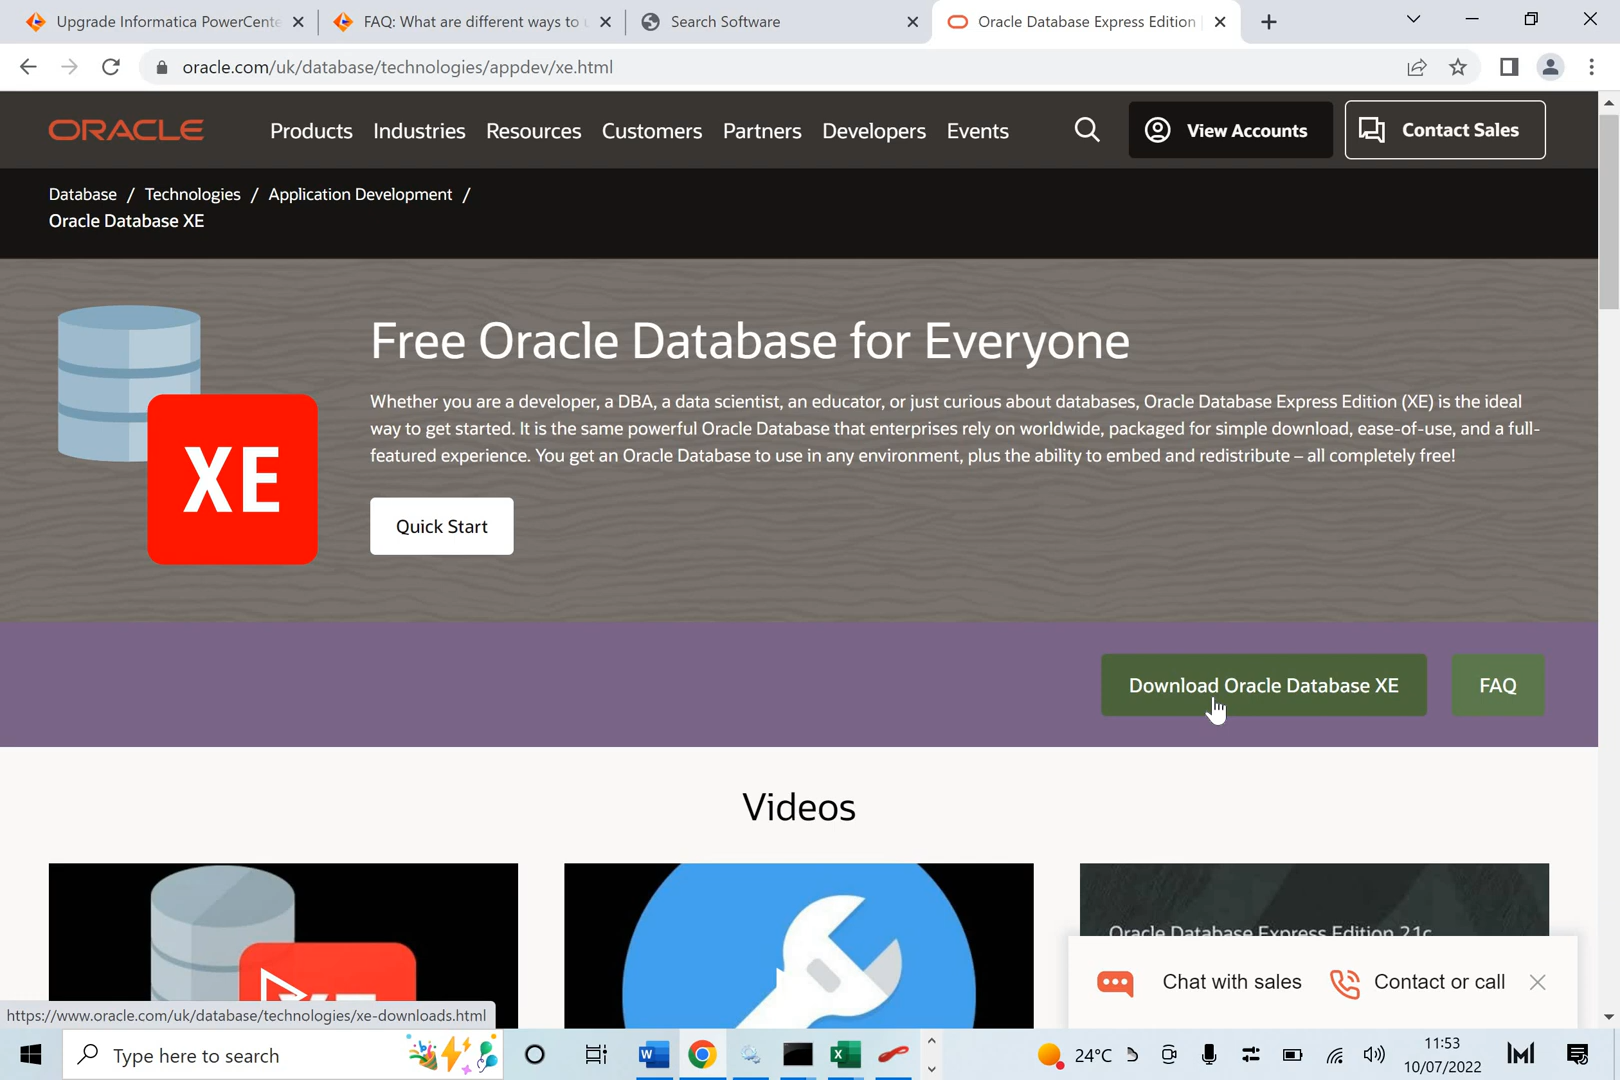 Upgrade Informatica PowerCente
FAQ: What are different ways to u
Search Software
Oracle Database Express Edition
oracle.com/uk/database/technologies/appdev/xe.html
ORACLE
Products
Industries
Resources
Customers
Partners
Developers
Events
View Accounts
Contact Sales
Database / Technologies / Application Development /
Oracle Database XE
XE
Free Oracle Database for Everyone
Whether you are a developer, a DBA, a data scientist, an educator, or just curious about databases, Oracle Database Express Edition (XE) is the ideal
way to get started. It is the same powerful Oracle Database that enterprises rely on worldwide, packaged for simple download, ease-of-use, and a full-
featured experience. You get an Oracle Database to use in any environment, plus the ability to embed and redistribute – all completely free!
Quick Start
Download Oracle Database XE
FAQ
Videos
Oracle Database Express Edition 21c
Chat with sales
Contact or call
https://www.oracle.com/uk/database/technologies/xe-downloads.html
Type here to search
24°C
11:53
10/07/2022